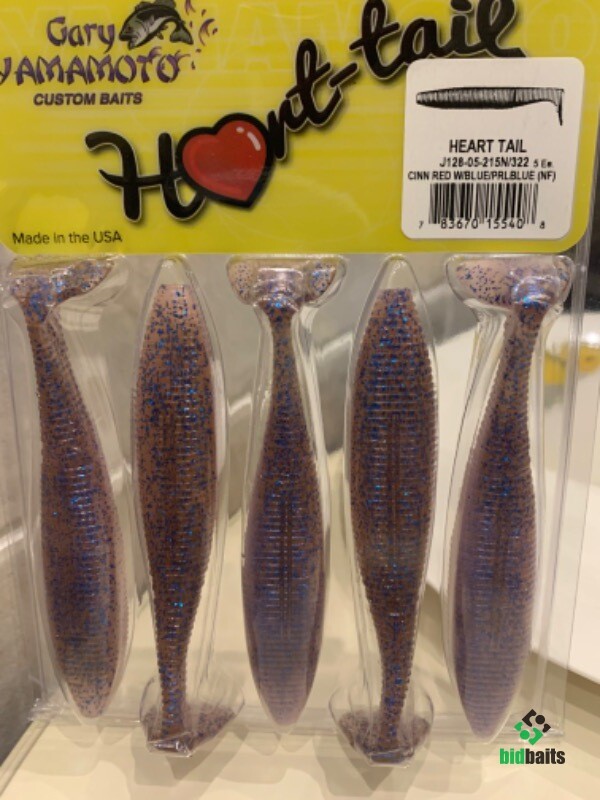 Gary
YAMAMOTO
CUSTOM BAITS
Heart-tail
Made in the USA
HEART TAIL
J128-05-215N/322 5 Ea.
CINN RED W/BLUE/PRLBLUE (NF)
7 83670 15540 8
bidbaits